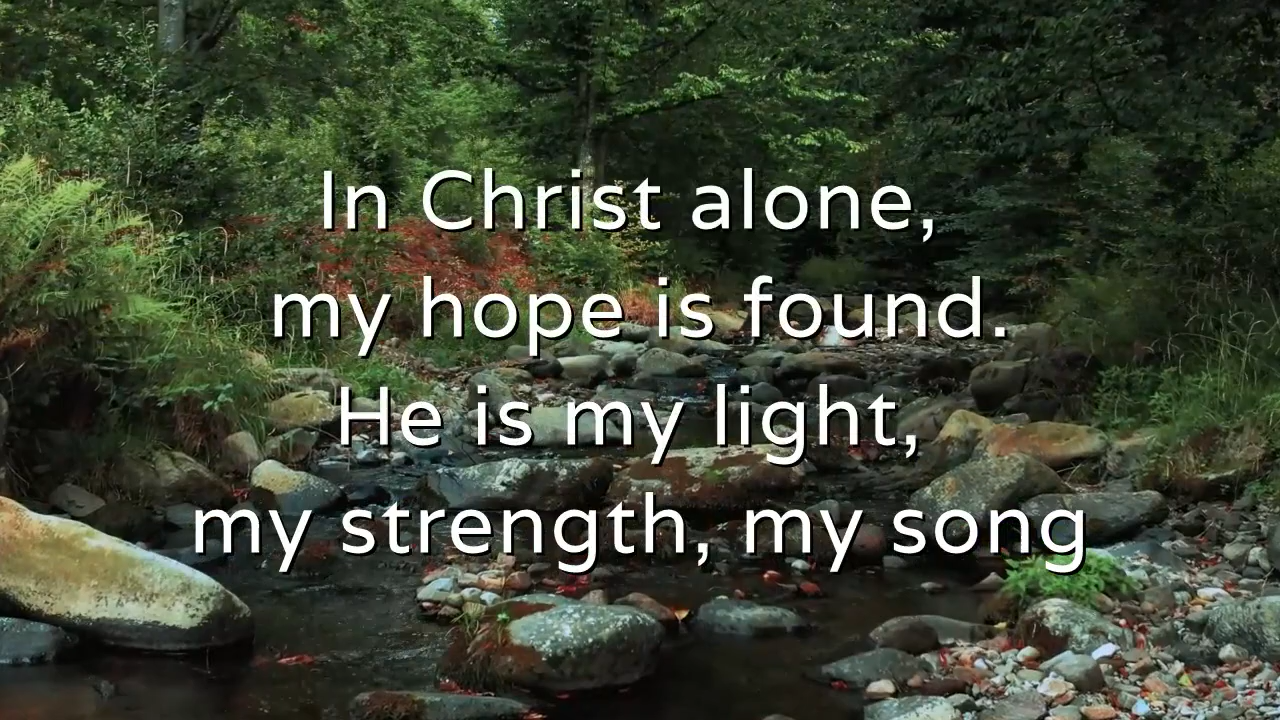 In Christ alone,
my hope is found.
He is my light,
my strength, my song